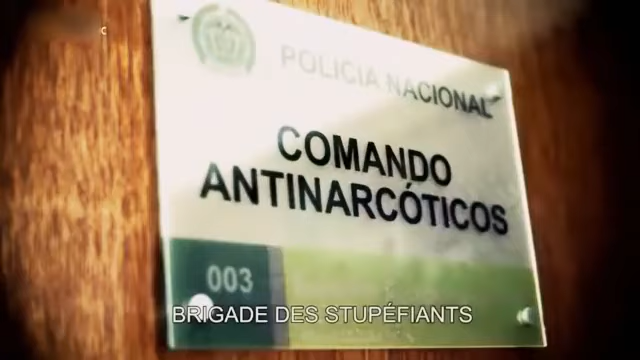 POLICIA NACIONAL
COMANDO
ANTINARCÓTICOS
003
BRIGADE DES STUPÉFIANTS